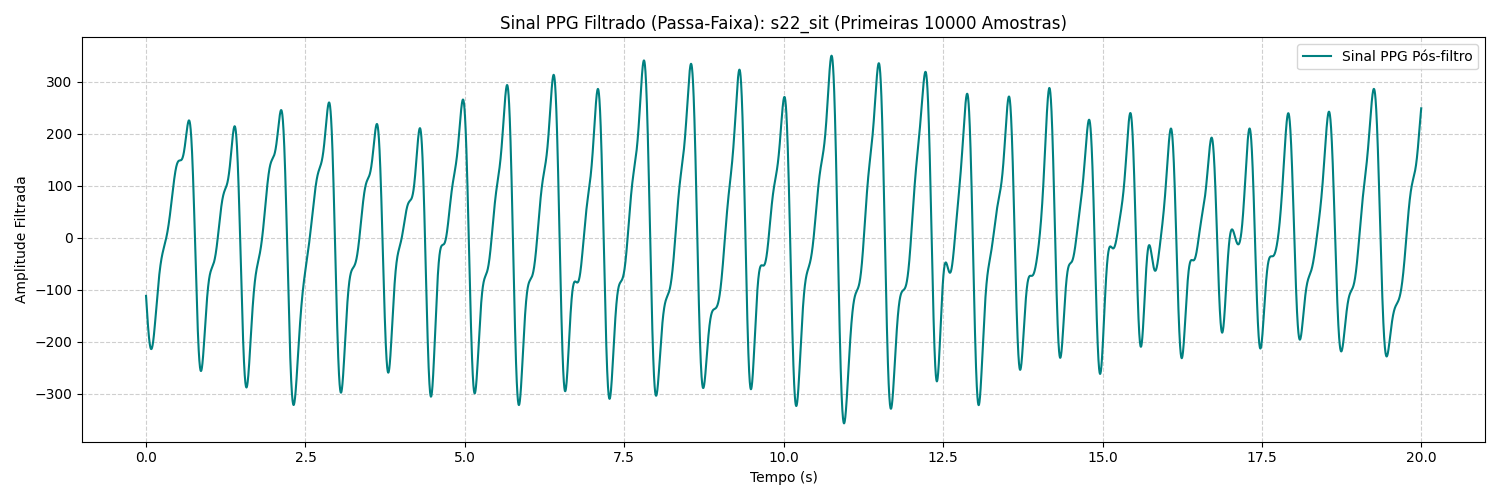 Sinal PPG Filtrado (Passa-Faixa): s22_sit (Primeiras 10000 Amostras)
Sinal PPG Pós-filtro
Amplitude Filtrada
300
200
100
0
−100
−200
−300
0.0 2.5 5.0 7.5 10.0 12.5 15.0 17.5 20.0
Tempo (s)